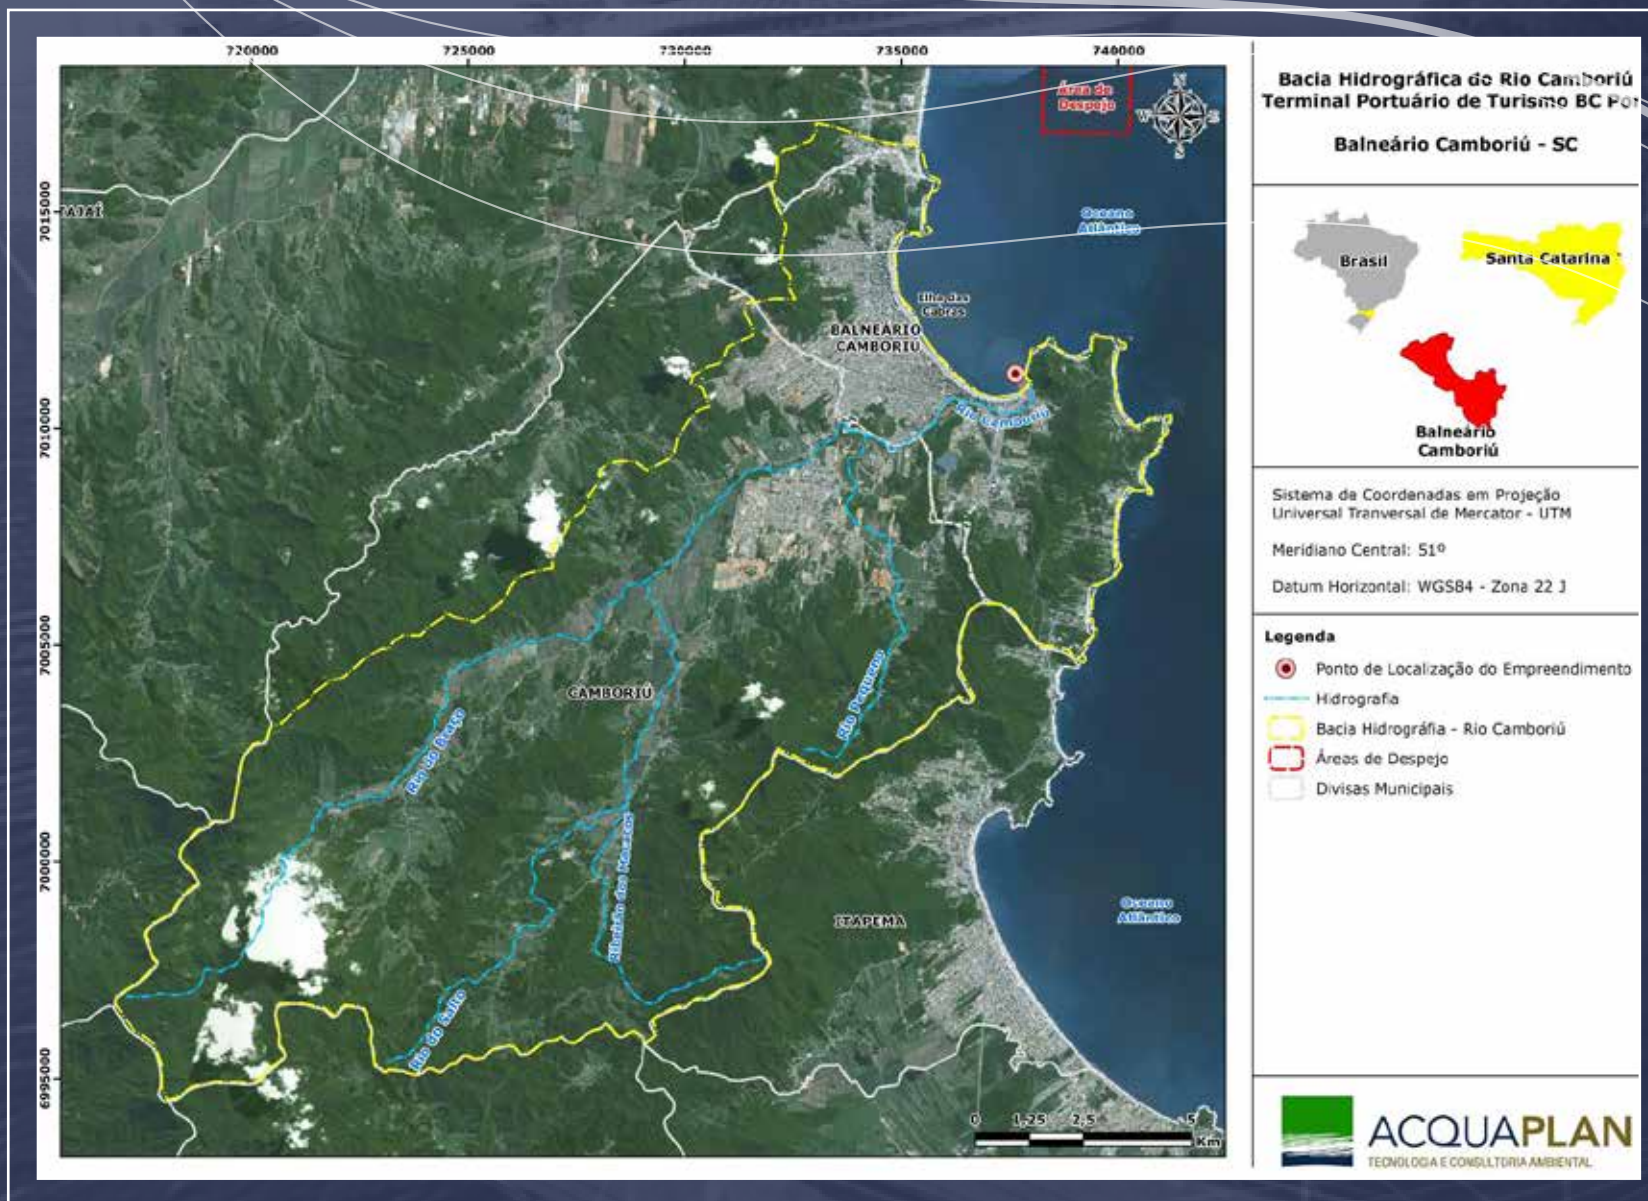 720000
725000
730000
735000
740000
7015000
7010000
7005000
7000000
6995000
Área de
Despejo
N
W
E
S
ITAJAÍ
Oceano
Atlântico
Ilha das
Cabras
BALNEÁRIO
CAMBORIÚ
Rio Camboriú
CAMBORIÚ
Rio Pequeno
Rio do Braço
Ribeirão dos Macacos
Rio do Salto
ITAPEMA
Oceano
Atlântico
0 1,25 2,5 5
Km
Bacia Hidrográfica do Rio Camboriú
Terminal Portuário de Turismo BC Por
Balneário Camboriú - SC
Brasil
Santa Catarina
Balneário
Camboriú
Sistema de Coordenadas em Projeção
Universal Tranversal de Mercator - UTM
Meridiano Central: 51º
Datum Horizontal: WGS84 - Zona 22 J
Legenda
Ponto de Localização do Empreendimento
Hidrografia
Bacia Hidrográfia - Rio Camboriú
Áreas de Despejo
Divisas Municipais
ACQUAPLAN
TECNOLOGIA E CONSULTORIA AMBIENTAL